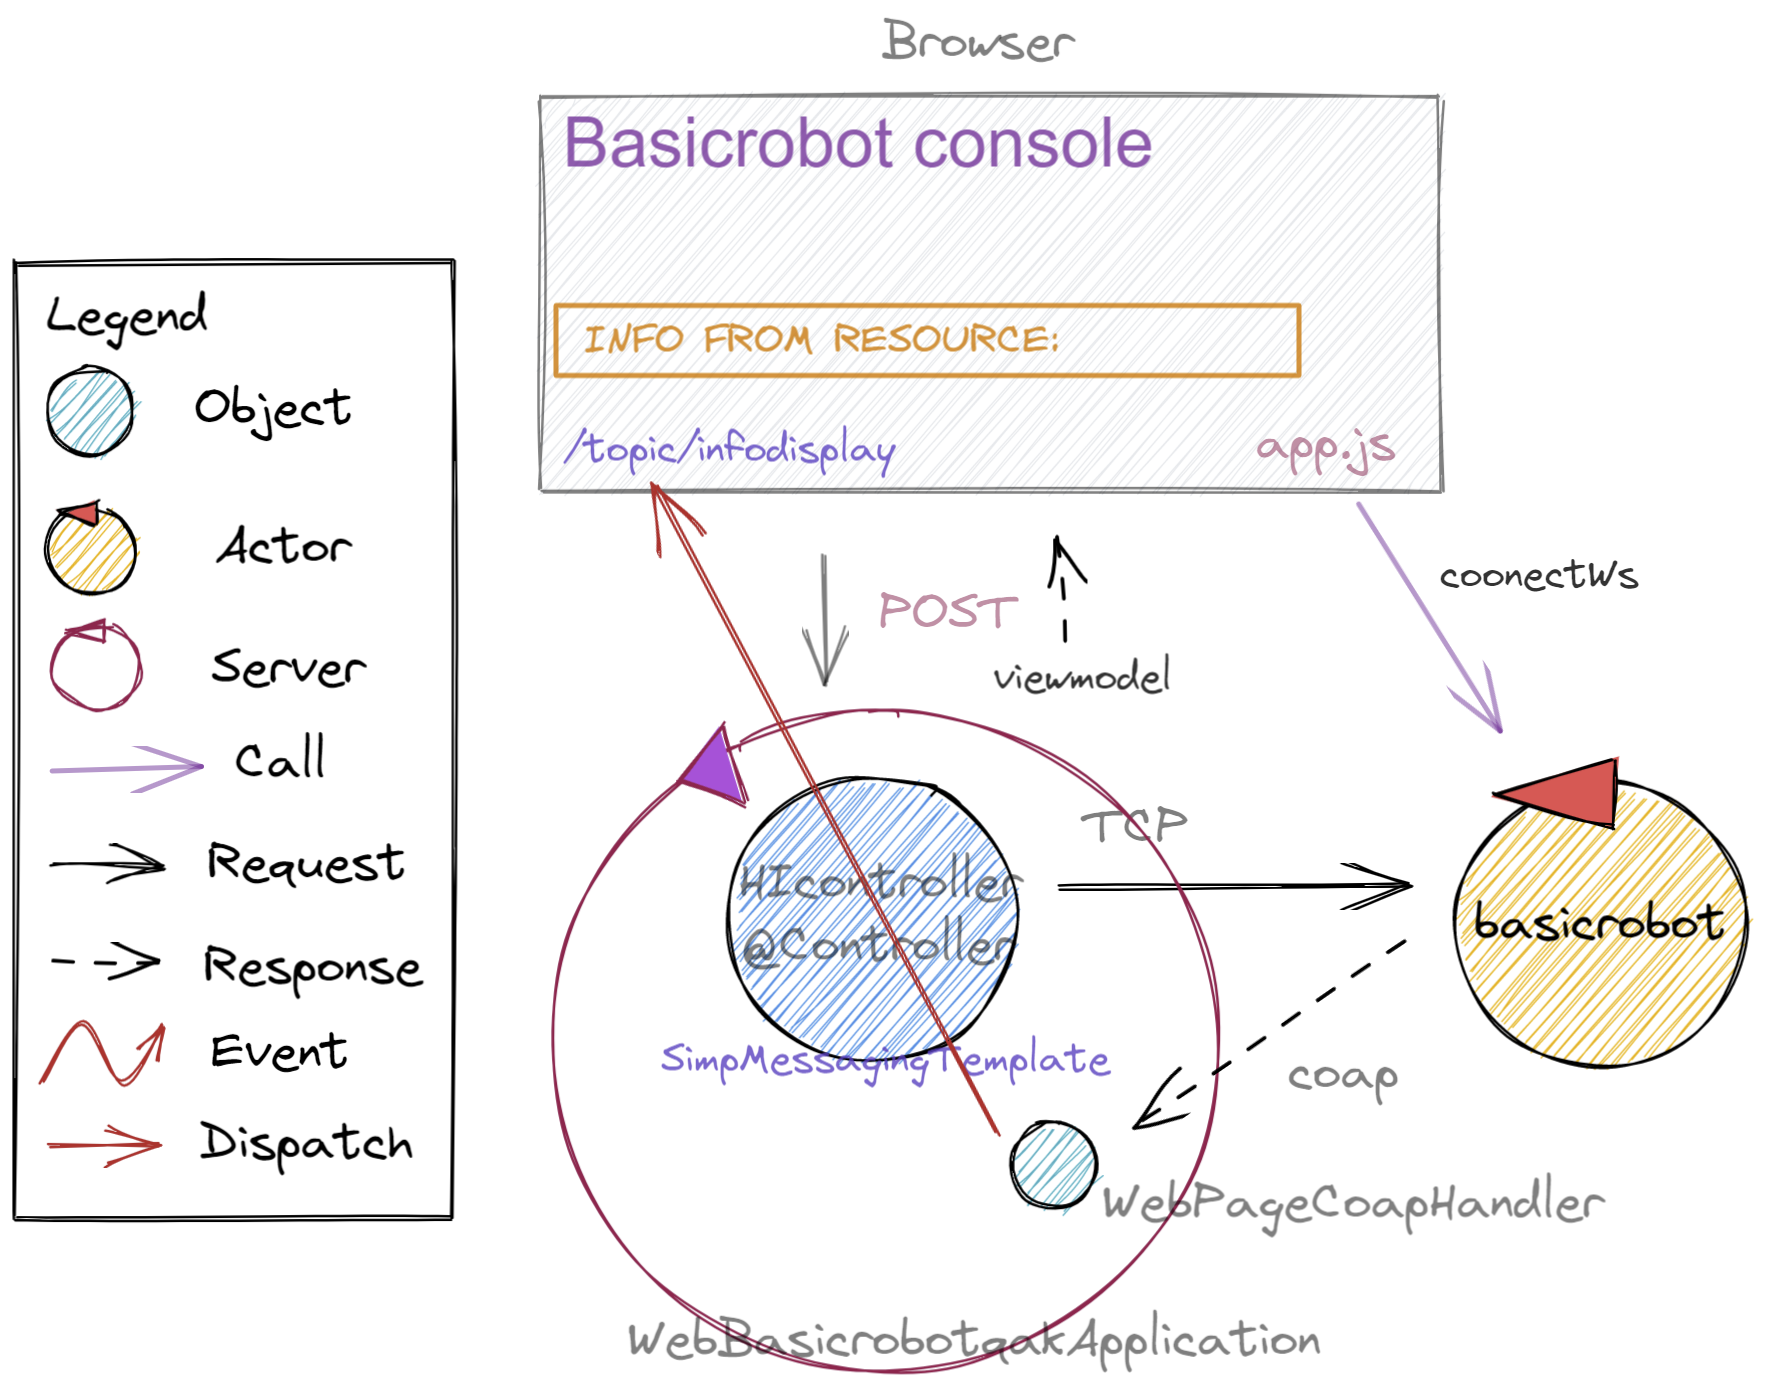 Browser
Basicrobot console
INFO FROM RESOURCE:
/topic/infodisplay
app.js
Legend
Object
Actor
Server
Call
Request
Response
Event
Dispatch
POST
viewmodel
coonectWs
TCP
HIcontroller
@Controller
SimpMessagingTemplate
basicrobot
coap
WebPageCoapHandler
WebBasicrobotqakApplication